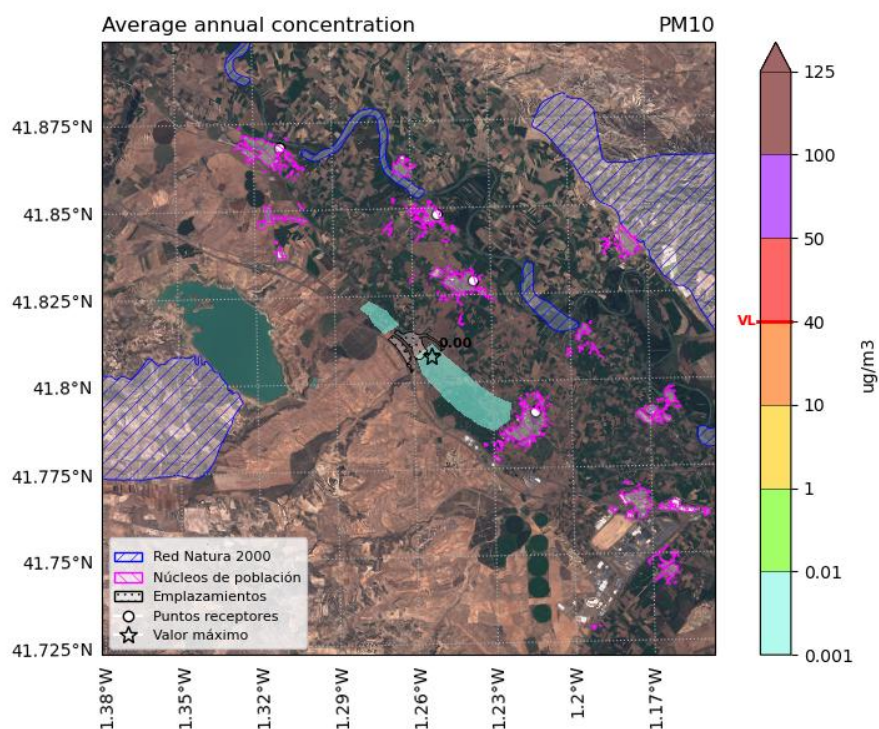 Average annual concentration PM10
41.875°N
41.85°N
41.825°N
41.8°N
41.775°N
41.75°N
41.725°N
1.38°W
1.35°W
1.32°W
1.29°W
1.26°W
1.23°W
1.2°W
1.17°W
0.00
Red Natura 2000
Núcleos de población
Emplazamientos
Puntos receptores
Valor máximo
125
100
50
VL
40
10
1
0.01
0.001
ug/m3